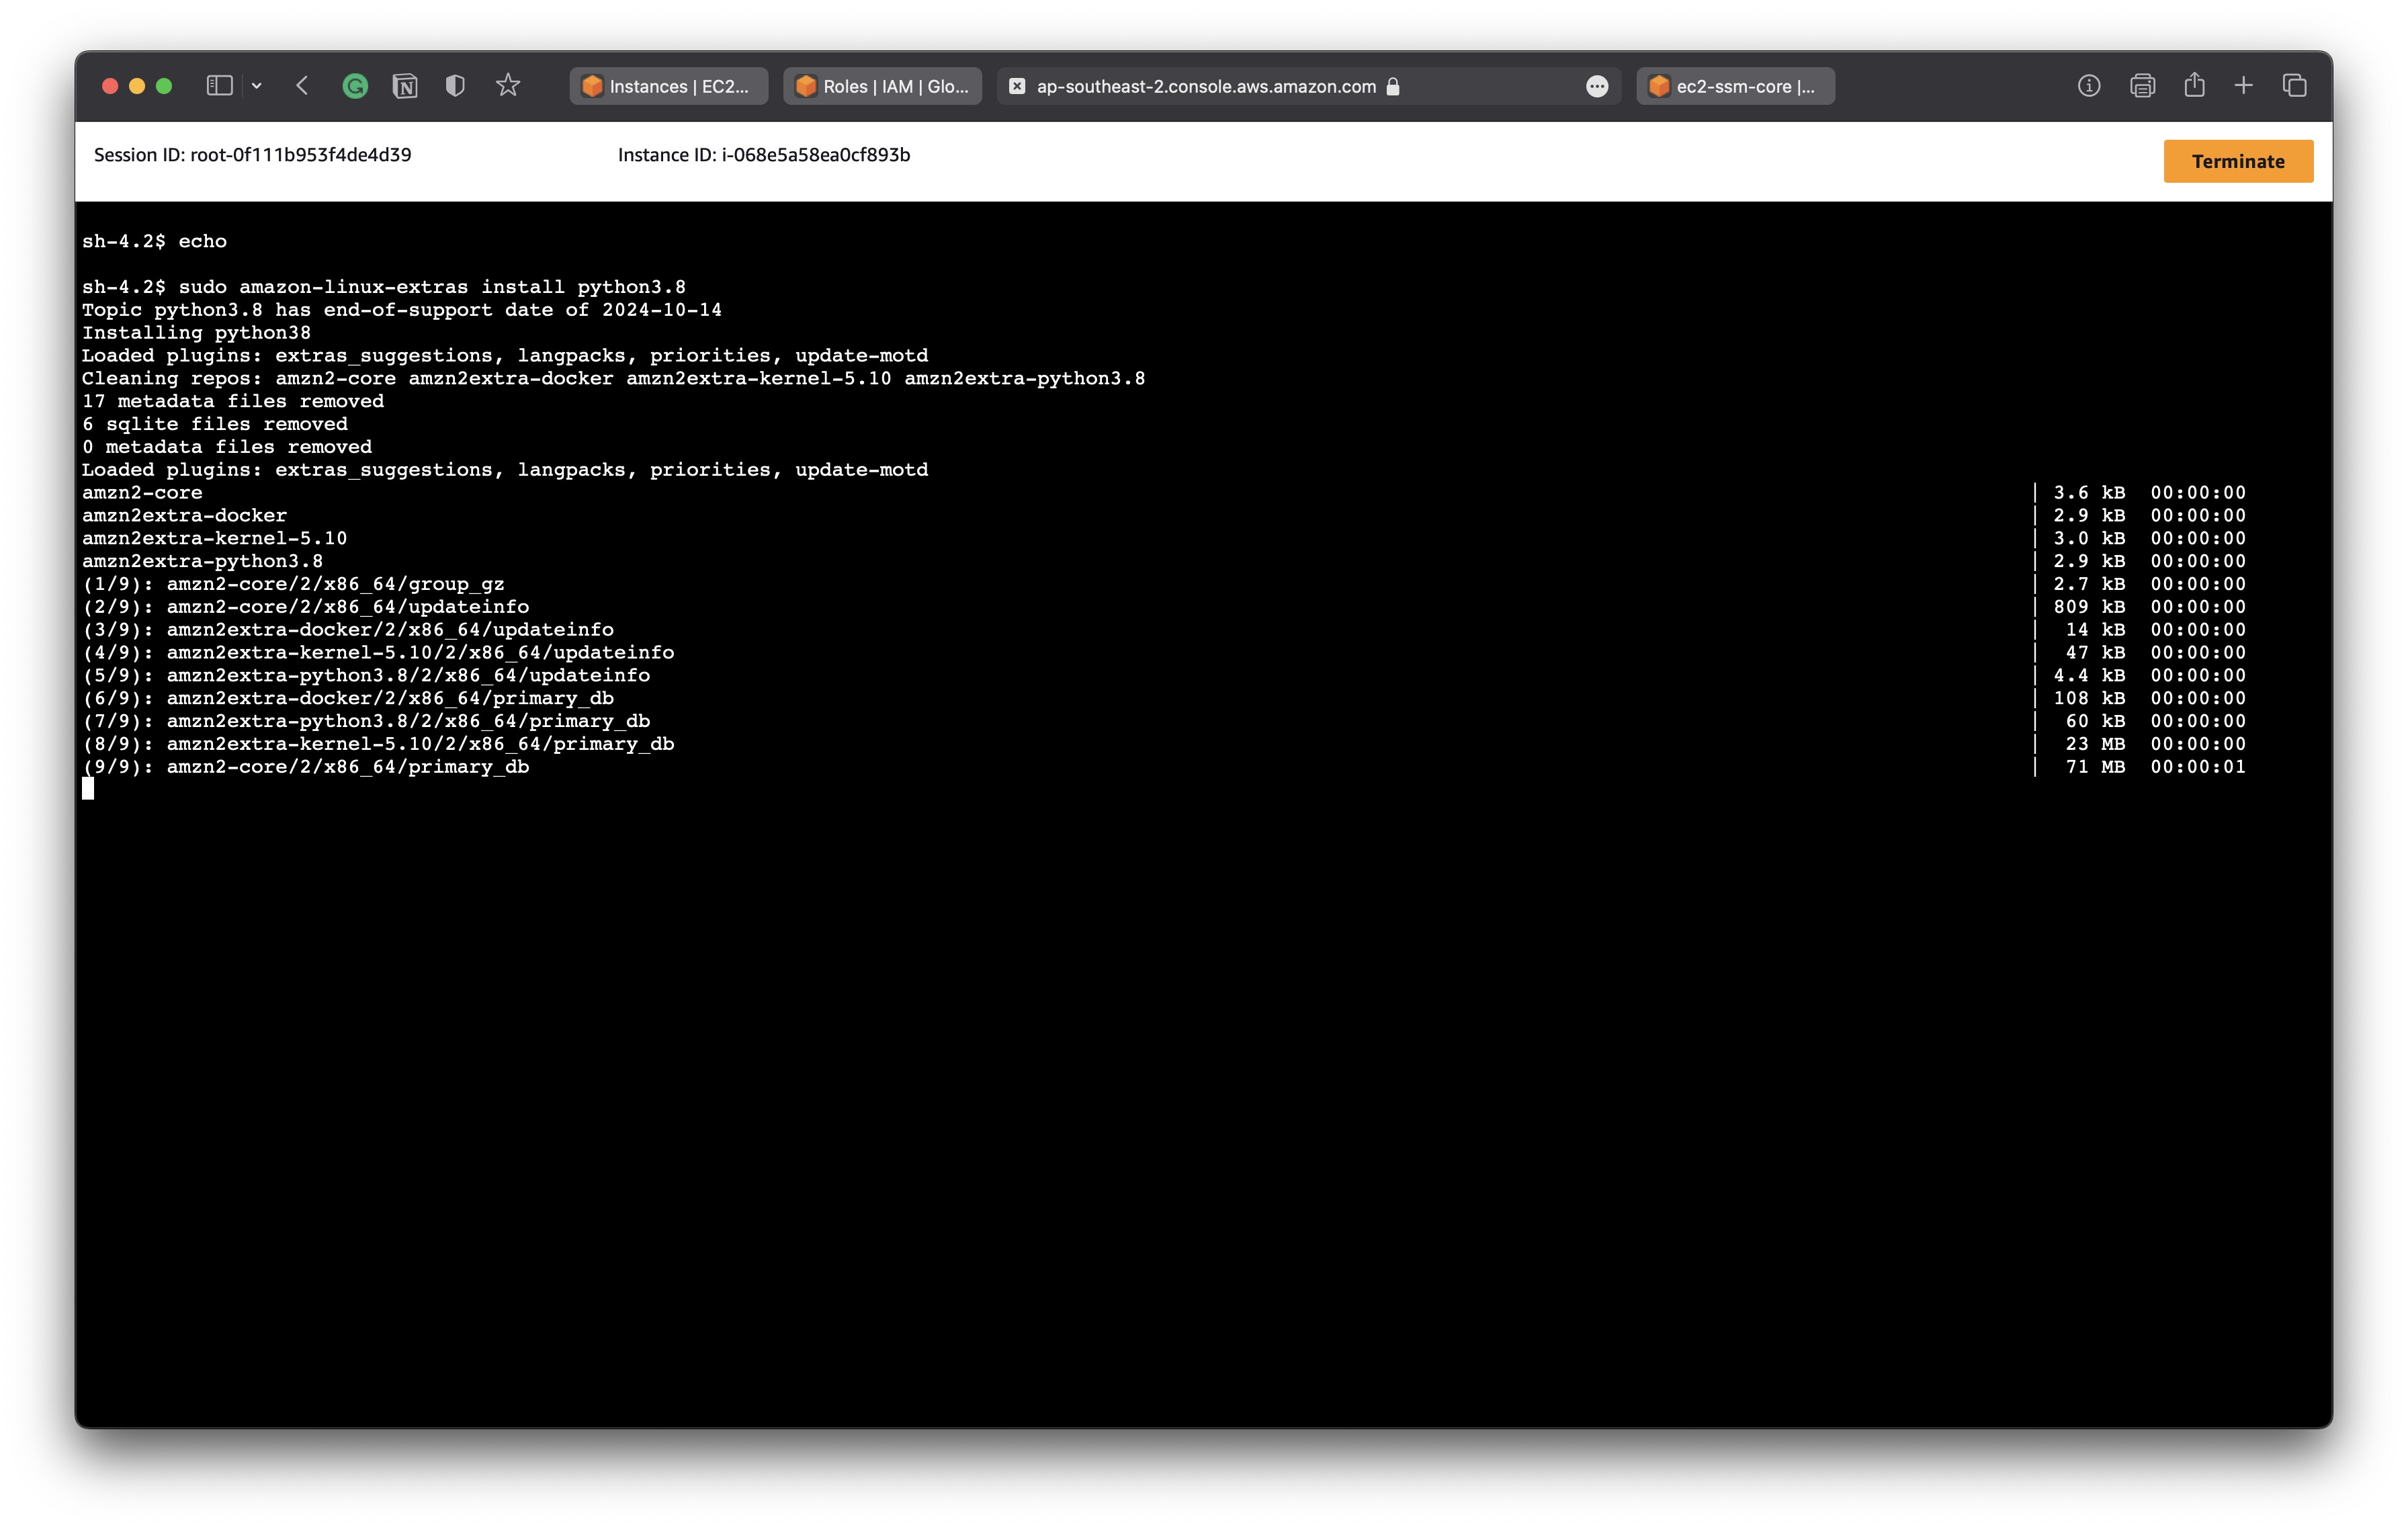 Instances | EC2...
Roles | IAM | Glo...
ap-southeast-2.console.aws.amazon.com
ec2-ssm-core |...
Session ID: root-0f111b953f4de4d39
Instance ID: i-068e5a58ea0cf893b
Terminate
sh-4.2$ echo
sh-4.2$ sudo amazon-linux-extras install python3.8
Topic python3.8 has end-of-support date of 2024-10-14
Installing python38
Loaded plugins: extras_suggestions, langpacks, priorities, update-motd
Cleaning repos: amzn2-core amzn2extra-docker amzn2extra-kernel-5.10 amzn2extra-python3.8
17 metadata files removed
6 sqlite files removed
0 metadata files removed
Loaded plugins: extras_suggestions, langpacks, priorities, update-motd
amzn2-core | 3.6 kB 00:00:00
amzn2extra-docker | 2.9 kB 00:00:00
amzn2extra-kernel-5.10 | 3.0 kB 00:00:00
amzn2extra-python3.8 | 2.9 kB 00:00:00
(1/9): amzn2-core/2/x86_64/group_gz | 2.7 kB 00:00:00
(2/9): amzn2-core/2/x86_64/updateinfo | 809 kB 00:00:00
(3/9): amzn2extra-docker/2/x86_64/updateinfo | 14 kB 00:00:00
(4/9): amzn2extra-kernel-5.10/2/x86_64/updateinfo | 47 kB 00:00:00
(5/9): amzn2extra-python3.8/2/x86_64/updateinfo | 4.4 kB 00:00:00
(6/9): amzn2extra-docker/2/x86_64/primary_db | 108 kB 00:00:00
(7/9): amzn2extra-python3.8/2/x86_64/primary_db | 60 kB 00:00:00
(8/9): amzn2extra-kernel-5.10/2/x86_64/primary_db | 23 MB 00:00:00
(9/9): amzn2-core/2/x86_64/primary_db | 71 MB 00:00:01